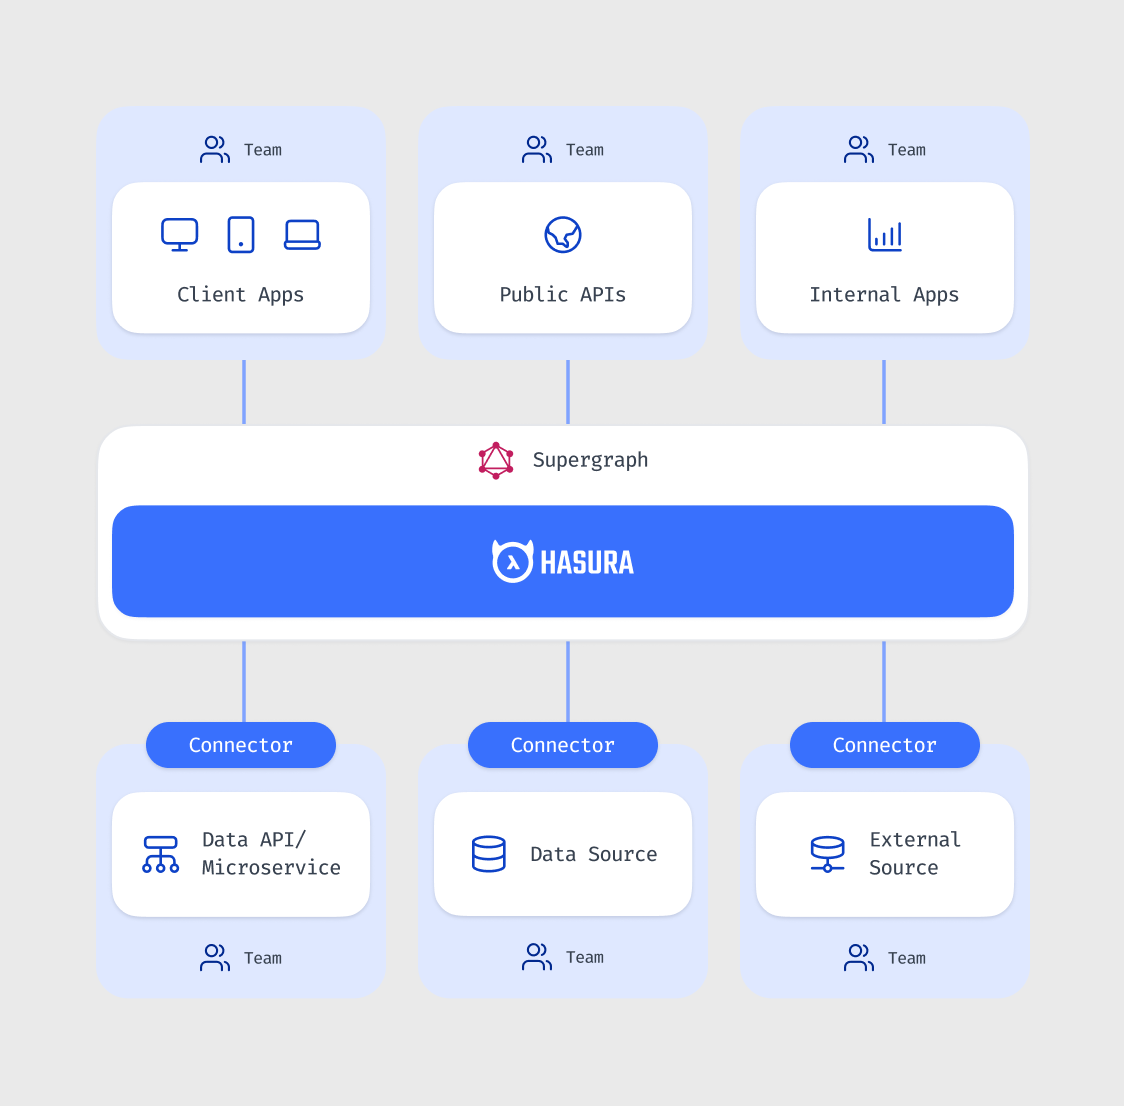 Team
Team
Team
Client Apps
Public APIs
Internal Apps
Supergraph
HASURA
Connector
Connector
Connector
Data API/
Microservice
Data Source
External
Source
Team
Team
Team